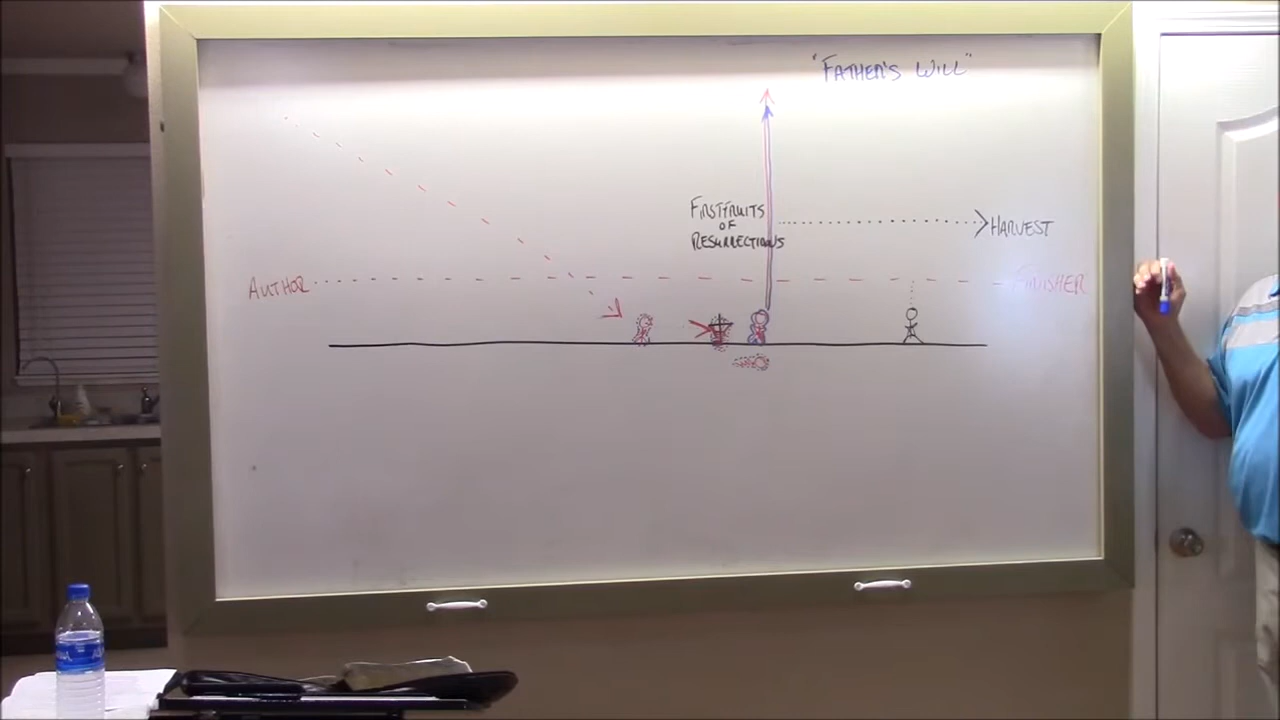 "FATHER'S WILL"
FIRSTFRUITS
OF
RESURRECTIONS
HARVEST
AUTHOR
FINISHER